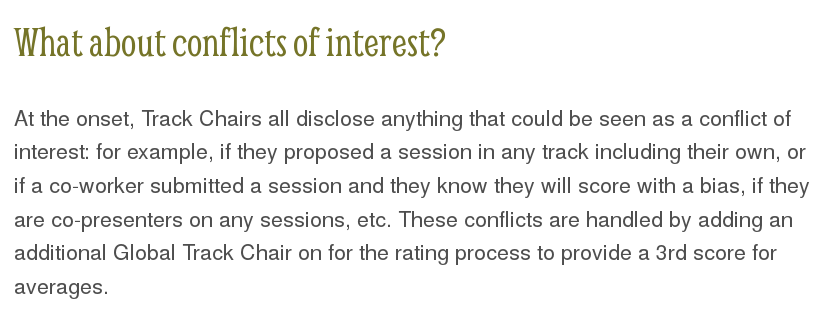 What about conflicts of interest?
At the onset, Track Chairs all disclose anything that could be seen as a conflict of
interest: for example, if they proposed a session in any track including their own, or
if a co-worker submitted a session and they know they will score with a bias, if they
are co-presenters on any sessions, etc. These conflicts are handled by adding an
additional Global Track Chair on for the rating process to provide a 3rd score for
averages.